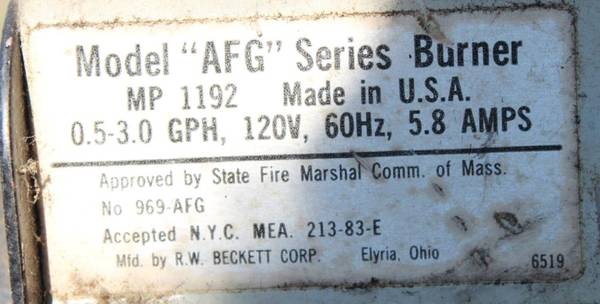 Model "AFG" Series Burner
MP 1192 Made in U.S.A.
0.5-3.0 GPH, 120V, 60Hz, 5.8 AMPS
Approved by State Fire Marshal Comm. of Mass.
No 969-AFG
Accepted N.Y.C. MEA. 213-83-E
Mfd. by R.W. BECKETT CORP. Elyria, Ohio 6519